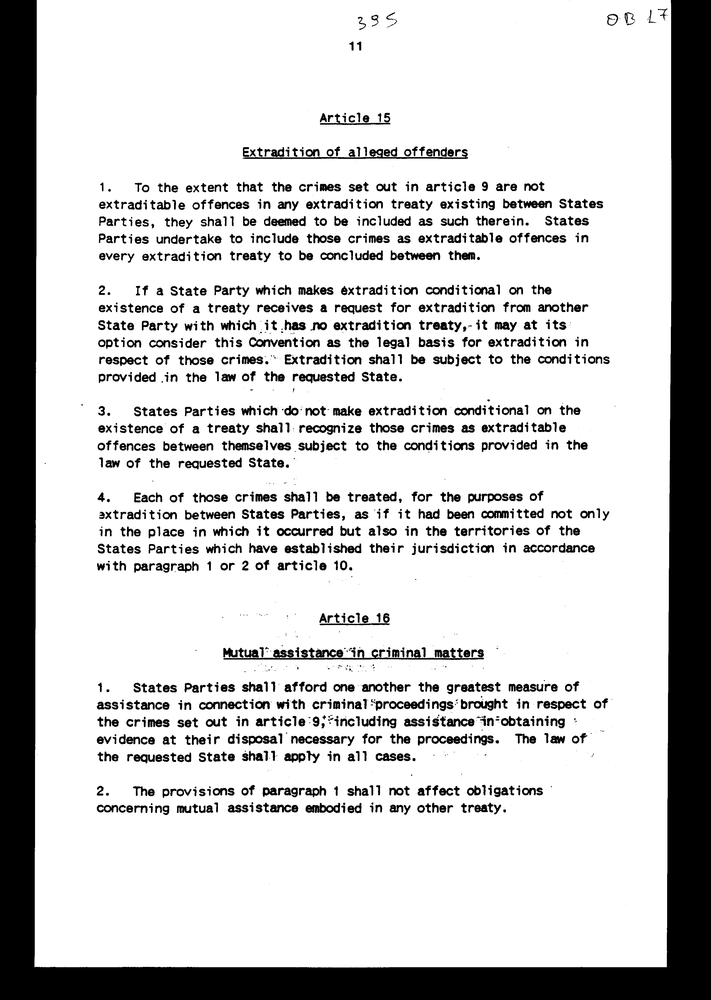 395
OB L7
11
Article 15
Extradition of alleged offenders
1. To the extent that the crimes set out in article 9 are not
extraditable offences in any extradition treaty existing between States
Parties, they shall be deemed to be included as such therein. States
Parties undertake to include those crimes as extraditable offences in
every extradition treaty to be concluded between them.
2. If a State Party which makes extradition conditional on the
existence of a treaty receives a request for extradition from another
State Party with which it has no extradition treaty, it may at its
option consider this Convention as the legal basis for extradition in
respect of those crimes. Extradition shall be subject to the conditions
provided in the law of the requested State.
3. States Parties which do not make extradition conditional on the
existence of a treaty shall recognize those crimes as extraditable
offences between themselves subject to the conditions provided in the
law of the requested State.
4. Each of those crimes shall be treated, for the purposes of
extradition between States Parties, as if it had been committed not only
in the place in which it occurred but also in the territories of the
States Parties which have established their jurisdiction in accordance
with paragraph 1 or 2 of article 10.
Article 16
Mutual assistance in criminal matters
1. States Parties shall afford one another the greatest measure of
assistance in connection with criminal proceedings brought in respect of
the crimes set out in article 9, including assistance in obtaining
evidence at their disposal necessary for the proceedings. The law of
the requested State shall apply in all cases.
2. The provisions of paragraph 1 shall not affect obligations
concerning mutual assistance embodied in any other treaty.